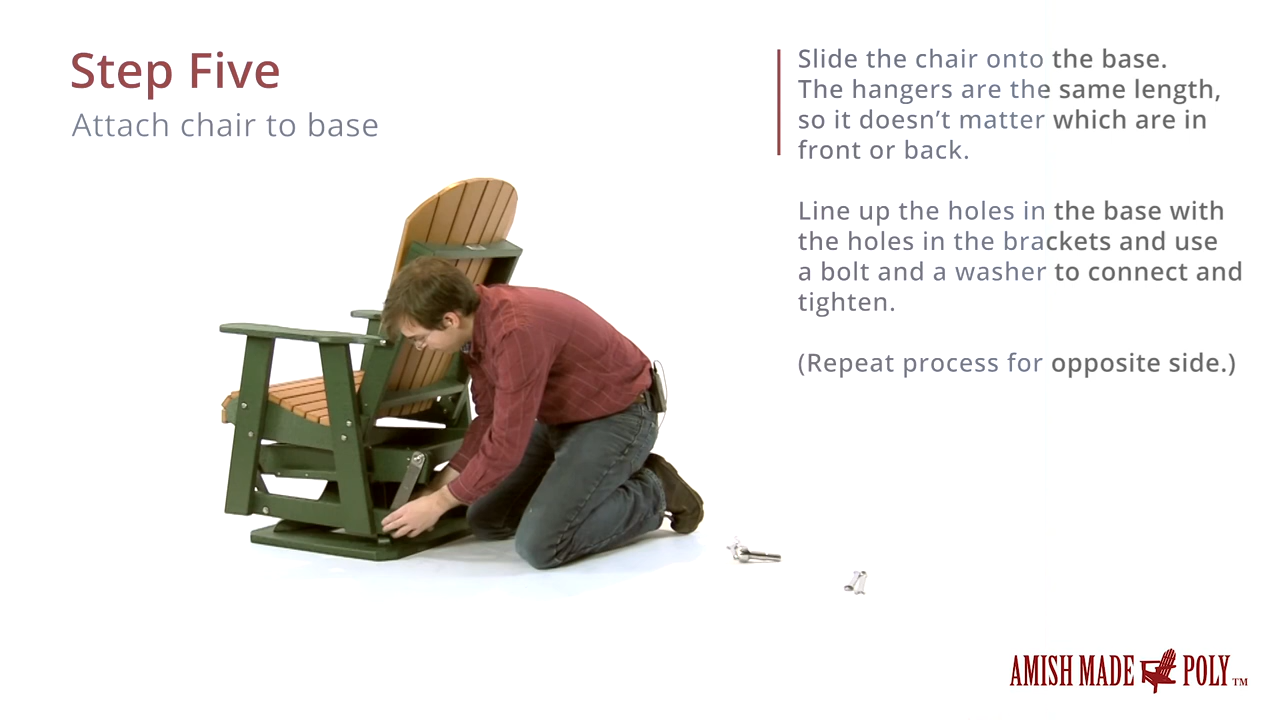 Step Five
Attach chair to base
Slide the chair onto the base.
The hangers are the same length,
so it doesn’t matter which are in
front or back.
Line up the holes in the base with
the holes in the brackets and use
a bolt and a washer to connect and
tighten.
(Repeat process for opposite side.)
AMISH MADE POLY TM